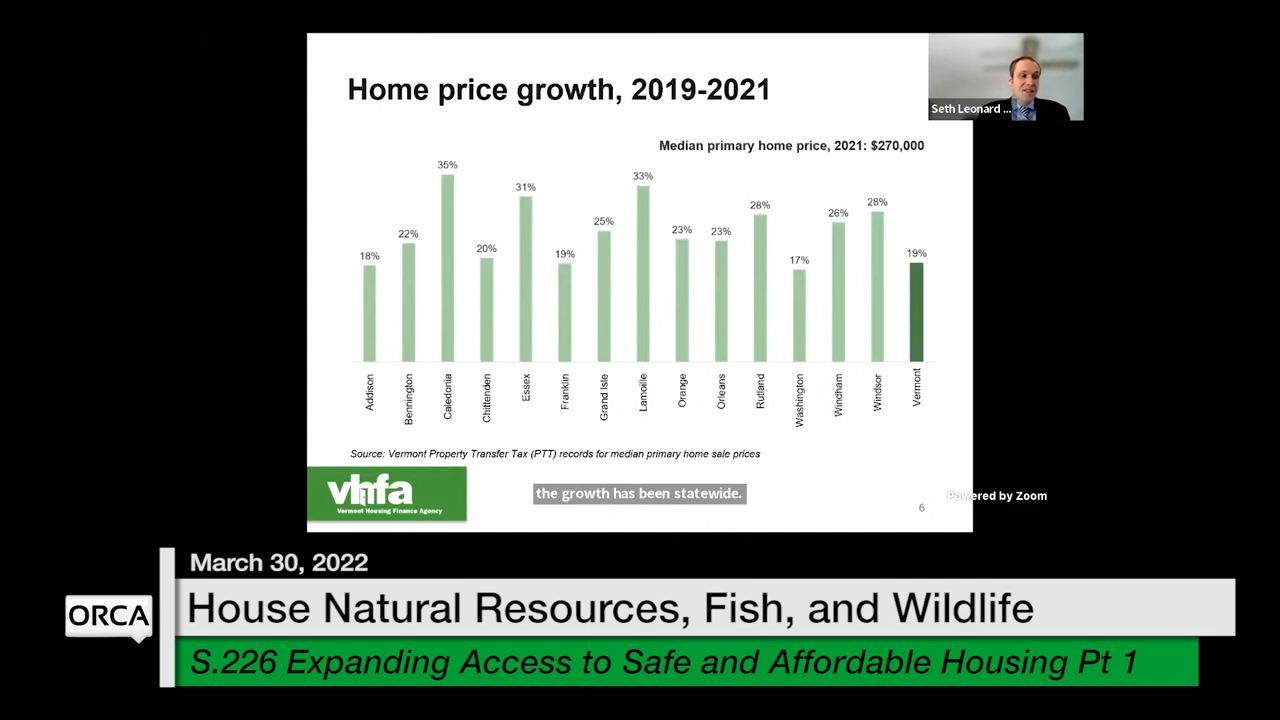 Home price growth, 2019-2021
Seth Leonard ...
Median primary home price, 2021: $270,000
18%
22%
35%
20%
31%
19%
25%
33%
23%
23%
28%
17%
26%
28%
19%
Addison
Bennington
Caledonia
Chittenden
Essex
Franklin
Grand Isle
Lamoille
Orange
Orleans
Rutland
Washington
Windham
Windsor
Vermont
Source: Vermont Property Transfer Tax (PTT) records for median primary home sale prices
vhfa
Vermont Housing Finance Agency
the growth has been statewide.
6
Powered by Zoom
March 30, 2022
ORCA
House Natural Resources, Fish, and Wildlife
S.226 Expanding Access to Safe and Affordable Housing Pt 1